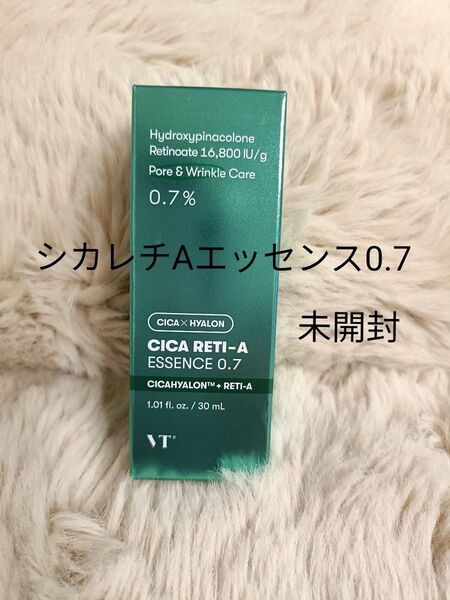 Hydroxypinacolone
Retinoate 16,800 IU/g
Pore & Wrinkle Care
0.7%
シカレチAエッセンス0.7
CICA × HYALON
未開封
CICA RETI-A
ESSENCE 0.7
CICAHYALON™ + RETI-A
1.01 fl. oz. / 30 mL
VT